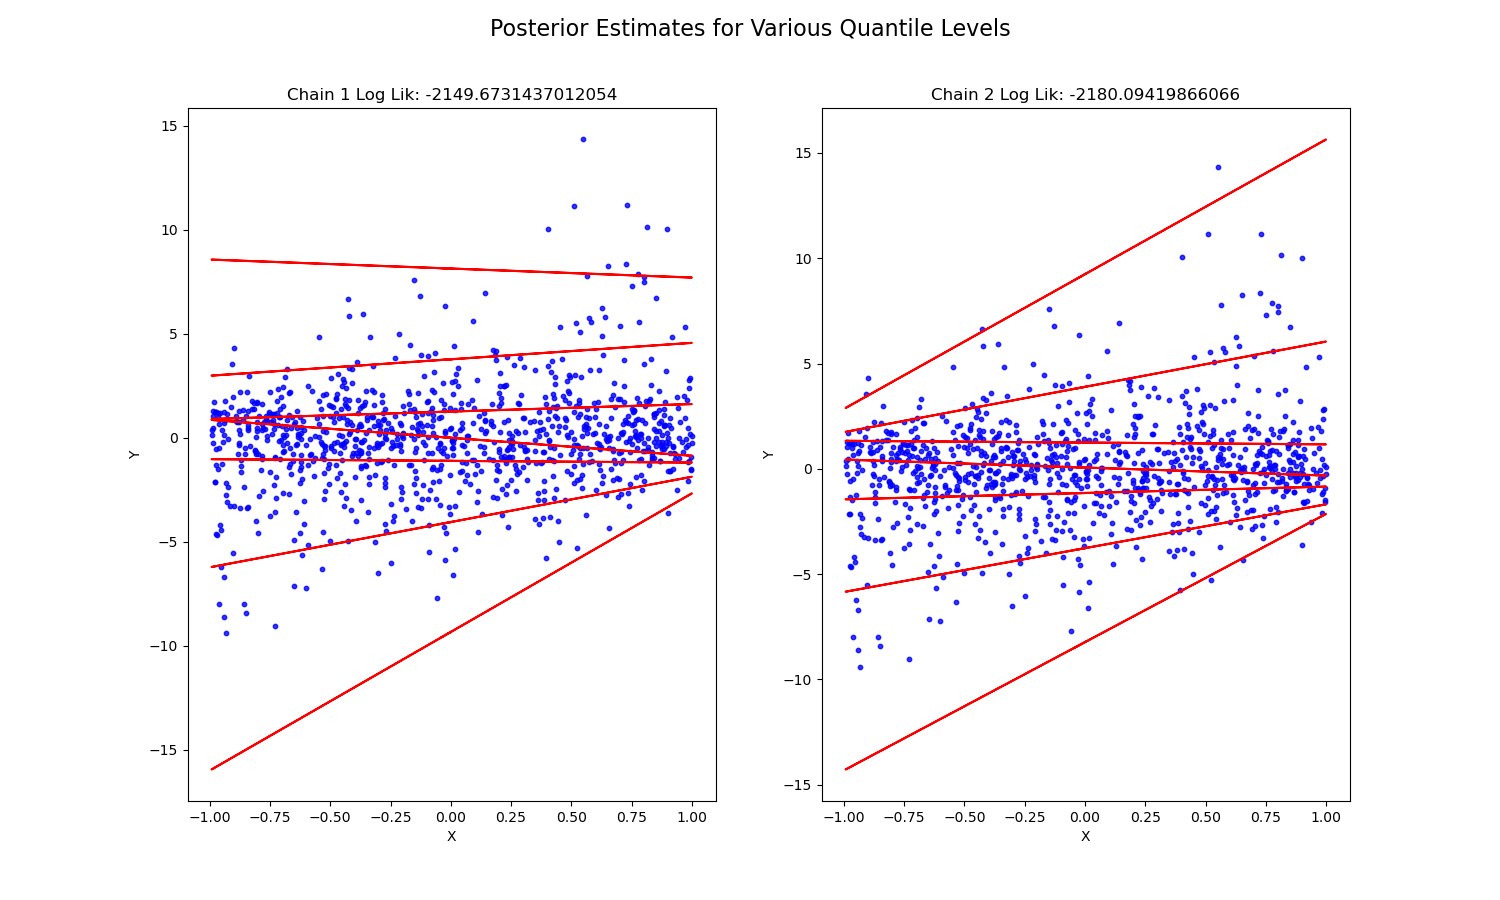 Posterior Estimates for Various Quantile Levels
Chain 1 Log Lik: -2149.6731437012054
15
10
5
0
−5
−10
−15
Y
−1.00 −0.75 −0.50 −0.25 0.00 0.25 0.50 0.75 1.00
X
Chain 2 Log Lik: -2180.09419866066
15
10
5
0
−5
−10
−15
Y
−1.00 −0.75 −0.50 −0.25 0.00 0.25 0.50 0.75 1.00
X